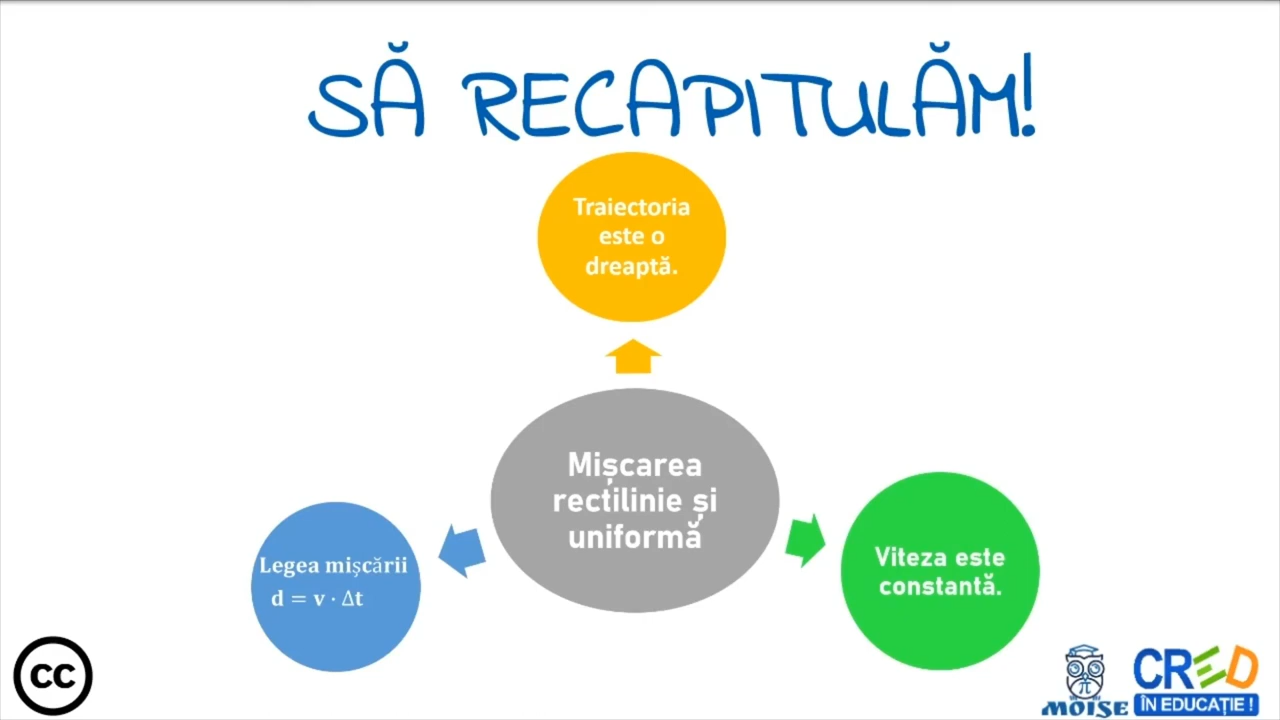 SĂ RECAPITULĂM!
Traiectoria
este o
dreaptă.
Mișcarea
rectilinie și
uniformă
Legea mişcării
d = v · Δt
Viteza este
constantă.
cc
π
MOISE
CRED
ÎN EDUCAȚIE !